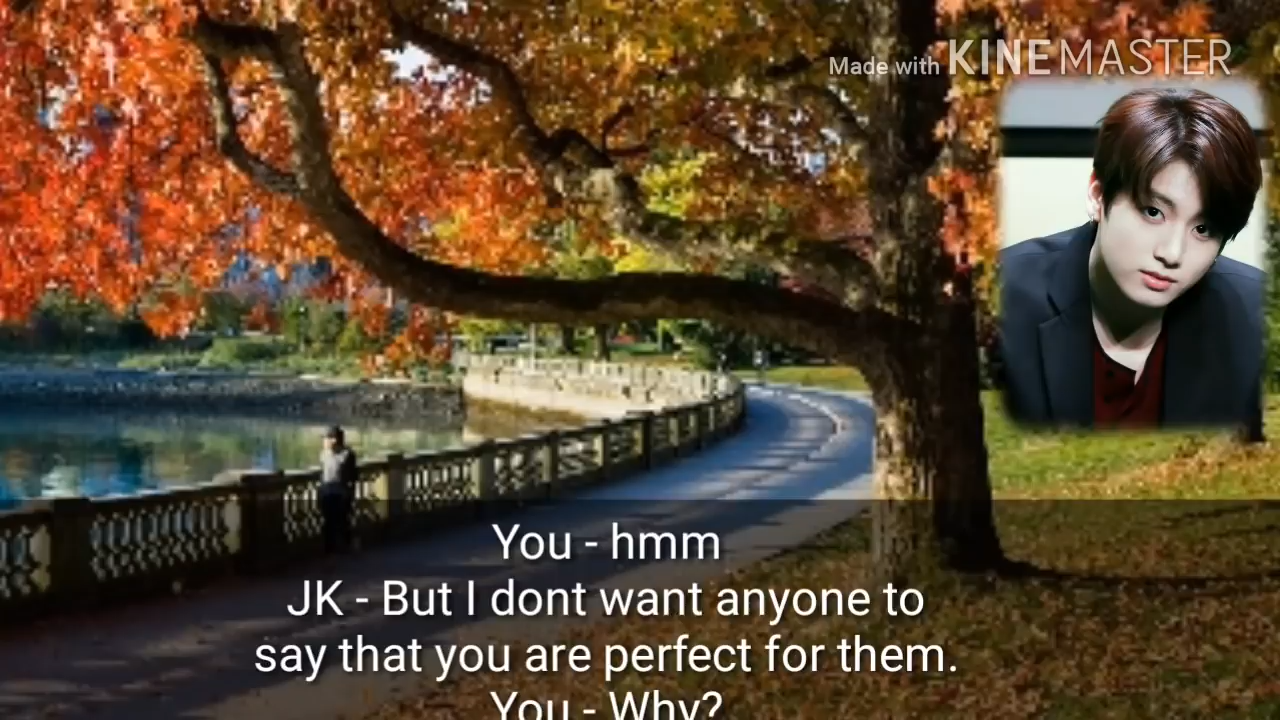 Made with KINEMASTER
You - hmm
JK - But I dont want anyone to
say that you are perfect for them.
You - Why?